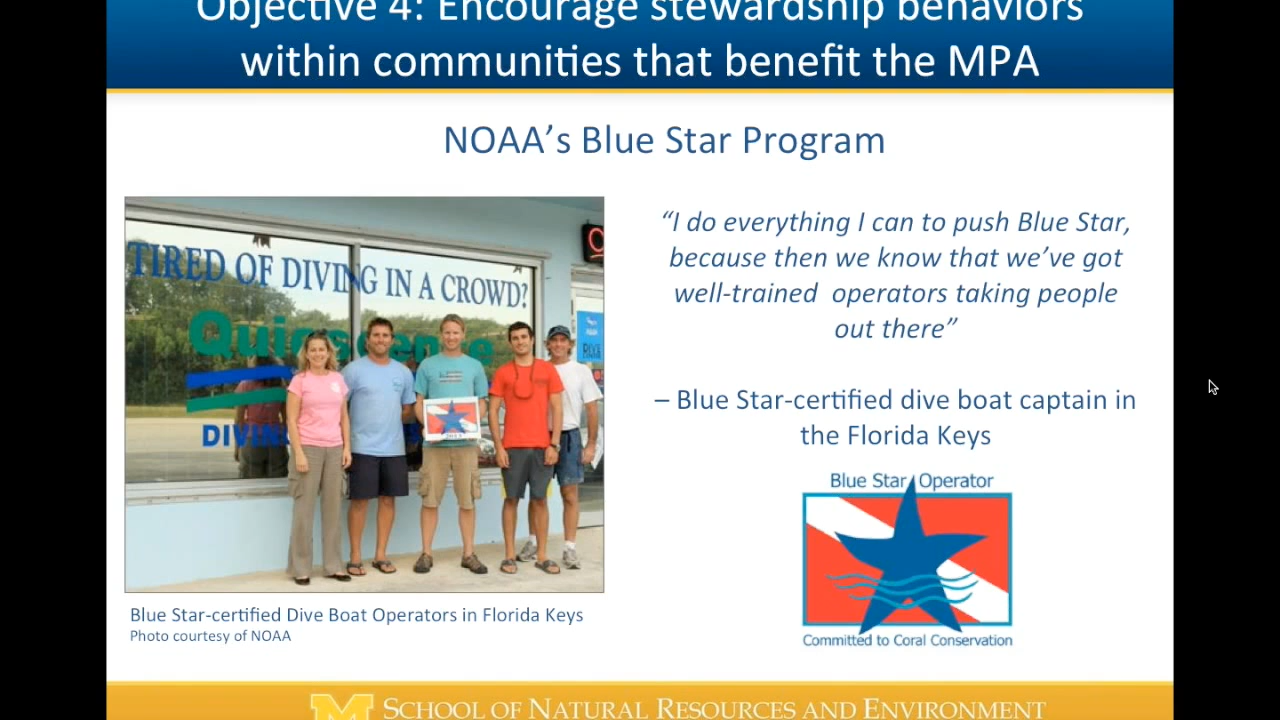 Objective 4: Encourage stewardship behaviors
within communities that benefit the MPA
NOAA’s Blue Star Program
TIRED OF DIVING IN A CROWD?
Quiescence
“I do everything I can to push Blue Star,
because then we know that we’ve got
well-trained operators taking people
out there”
– Blue Star-certified dive boat captain in
the Florida Keys
Blue Star Operator
Committed to Coral Conservation
Blue Star-certified Dive Boat Operators in Florida Keys
Photo courtesy of NOAA
M SCHOOL OF NATURAL RESOURCES AND ENVIRONMENT